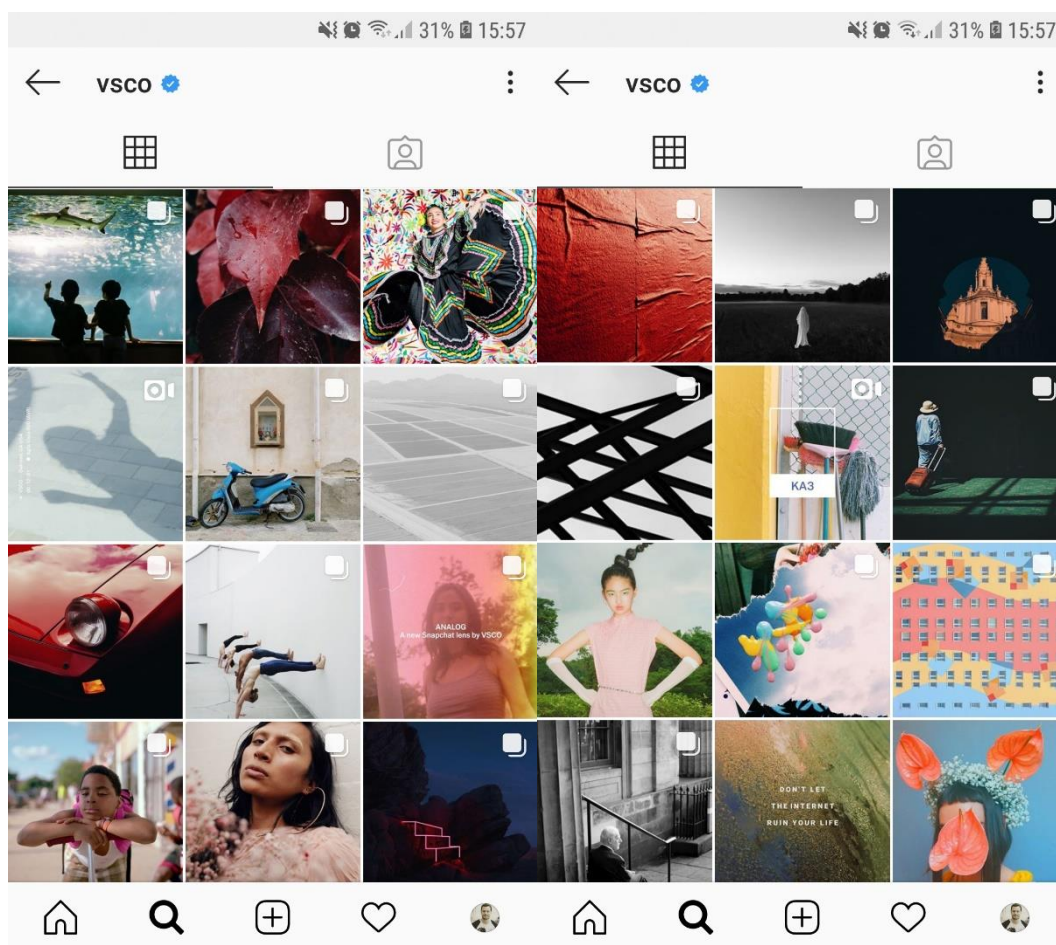 31% 15:57
vsco
ANALOG
A new Snapchat lens by VSCO
31% 15:57
vsco
КАЗ
DON'T LET
THE INTERNET
RUIN YOUR LIFE